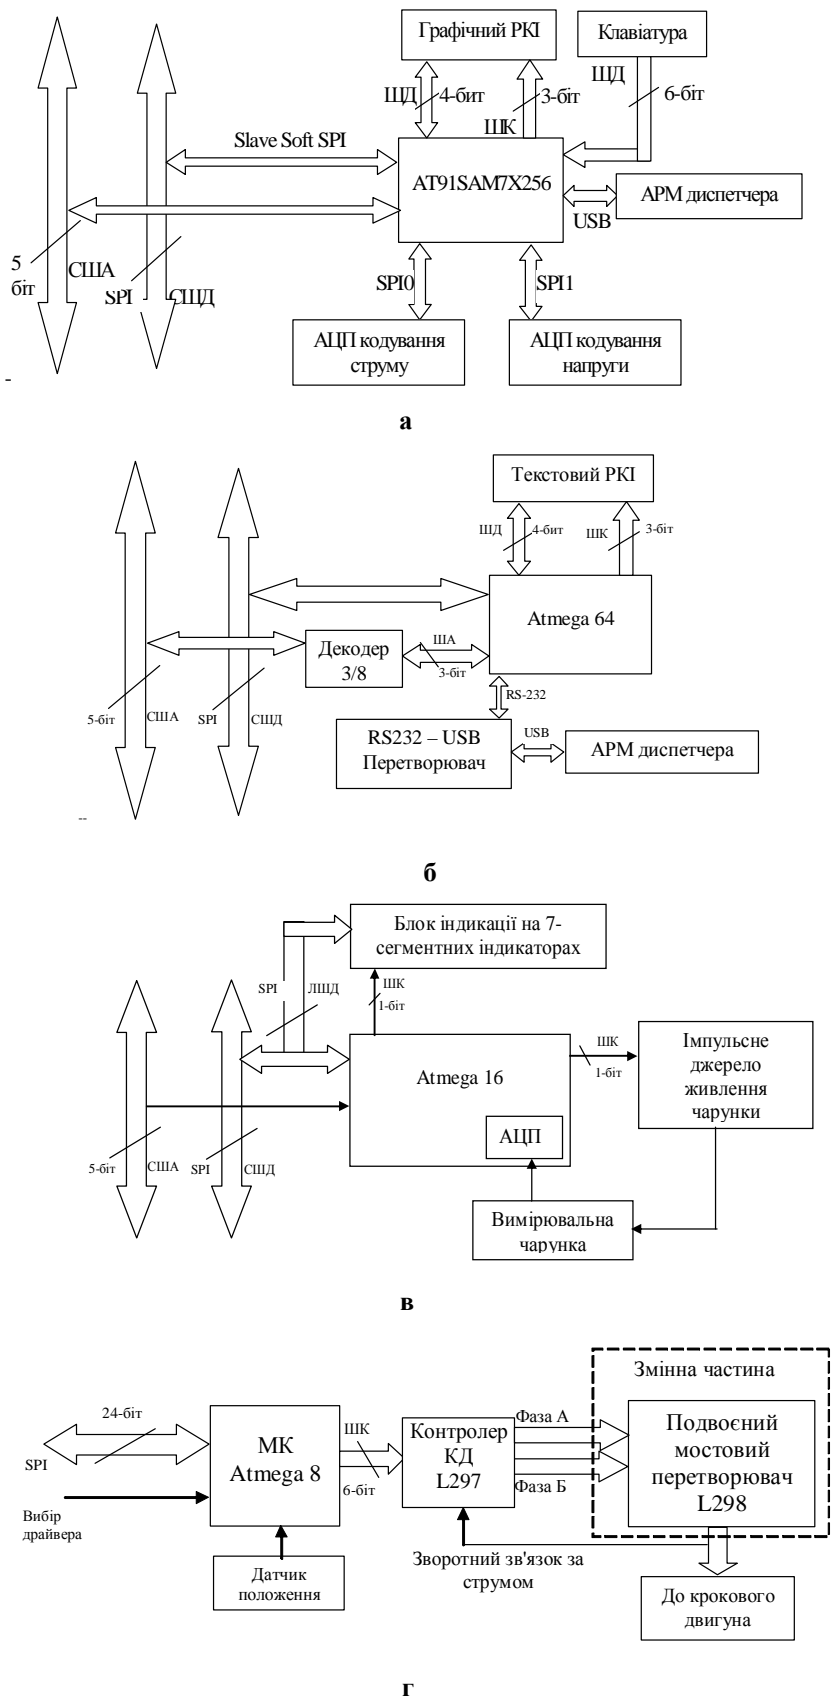 Графічний РКІ
Клавіатура
ШД
4-бит
3-біт
ШК
ШД
6-біт
Slave Soft SPI
AT91SAM7X256
АРМ диспетчера
USB
5
біт
США
SPI
СШД
SPI0
SPI1
АЦП кодування
струму
АЦП кодування
напруги
-
а
Текстовий РКІ
ШД
4-бит
ШК
3-біт
Atmega 64
Декодер
3/8
ША
3-біт
5-біт
США
SPI
СШД
RS-232
RS232 – USB
Перетворювач
USB
АРМ диспетчера
--
б
Блок індикації на 7-
сегментних індикаторах
SPI
ЛШД
ШК
1-біт
Atmega 16
ШК
1-біт
Імпульсне
джерело
живлення
чарунки
АЦП
5-біт
США
SPI
СШД
Вимірювальна
чарунка
в
Змінна частина
24-біт
SPI
МК
Atmega 8
ШК
6-біт
Контролер
КД
L297
Фаза А
Фаза Б
Подвоєний
мостовий
перетворювач
L298
Вибір
драйвера
Датчик
положення
Зворотний зв'язок за
струмом
До крокового
двигуна
г